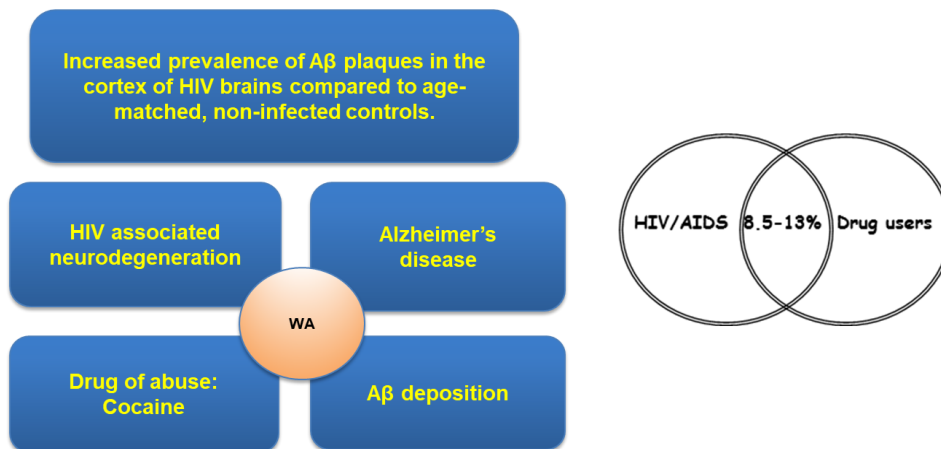 Increased prevalence of Aβ plaques in the
cortex of HIV brains compared to age-
matched, non-infected controls.
HIV associated
neurodegeneration
Alzheimer's
disease
WA
Drug of abuse:
Cocaine
Aβ deposition
HIV/AIDS
8.5-13%
Drug users